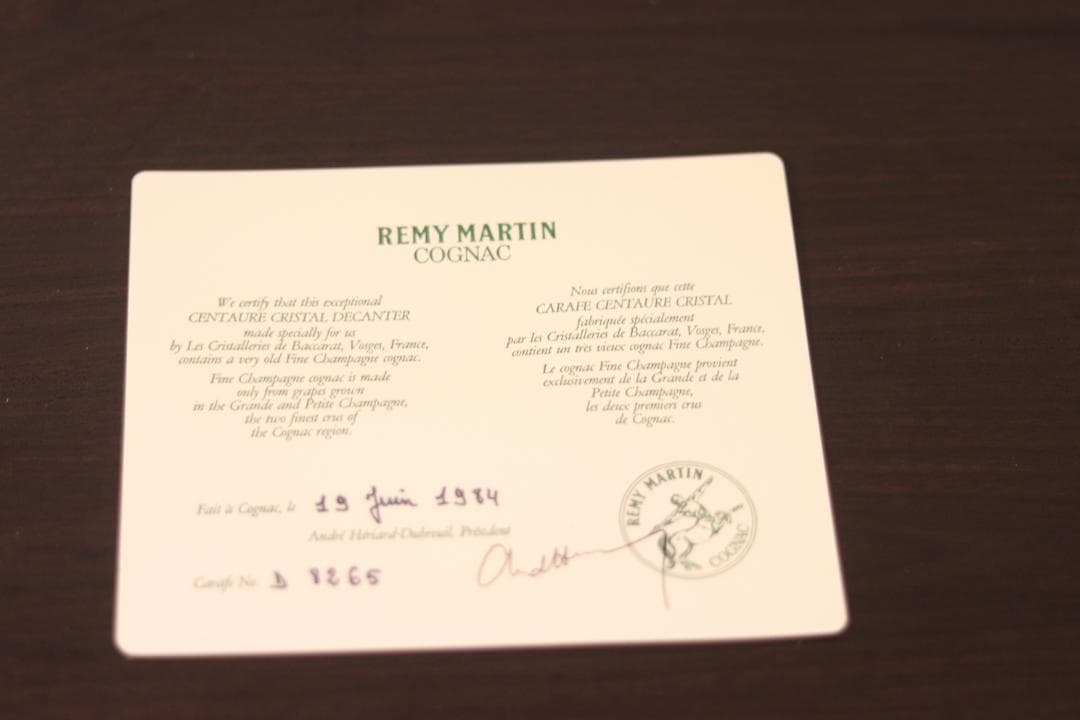 REMY MARTIN
COGNAC
We certify that this exceptional
CENTAURE CRISTAL DECANTER
made specially for us
by Les Cristalleries de Baccarat, Vosges, France,
contains a very old Fine Champagne cognac.
Fine Champagne cognac is made
only from grapes grown
in the Grande and Petite Champagne,
the two finest crus of
the Cognac region.
Nous certifions que cette
CARAFE CENTAURE CRISTAL
fabriquée spécialement
par les Cristalleries de Baccarat, Vosges, France,
contient un très vieux cognac Fine Champagne.
Le cognac Fine Champagne provient
exclusivement de la Grande et de la
Petite Champagne,
les deux premiers crus
de Cognac.
Fait à Cognac, le 19 Juin 1984
André Hériard-Dubreuil, Président
Carafe No. D 8265
REMY MARTIN
COGNAC